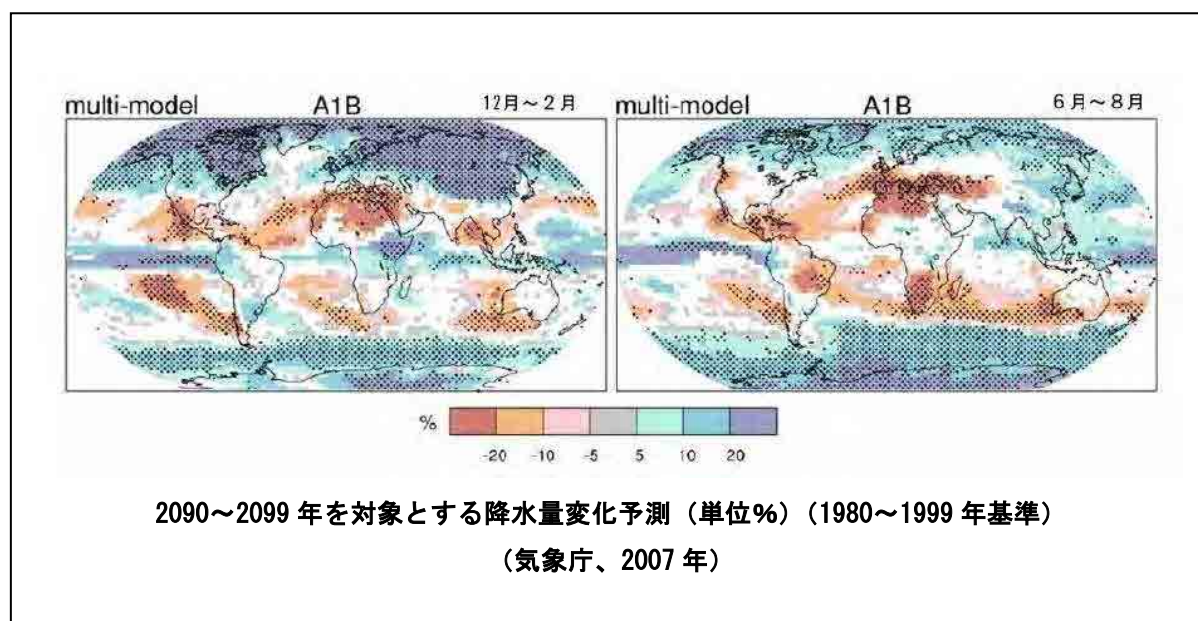 multi-model A1B 12月～2月
multi-model A1B 6月～8月
% -20 -10 -5 5 10 20
2090～2099 年を対象とする降水量変化予測（単位%）（1980～1999 年基準）
（気象庁、2007 年）